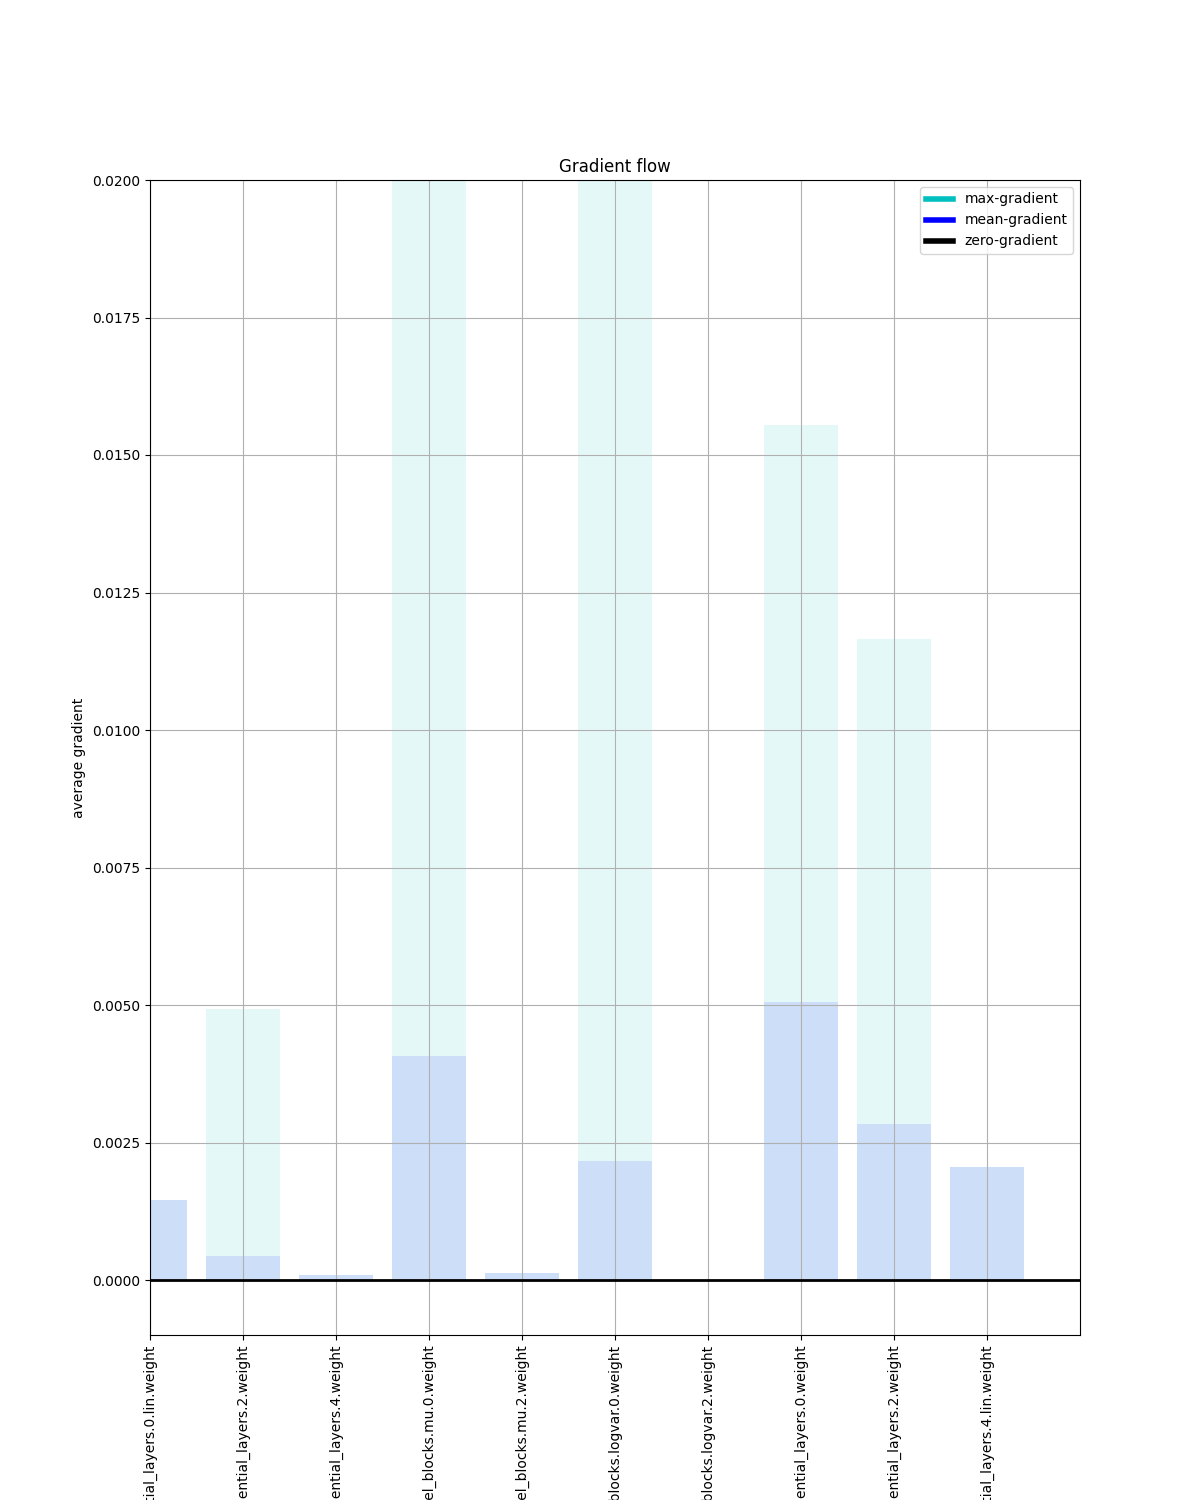 Gradient flow
max-gradient
mean-gradient
zero-gradient
0.0200
0.0175
0.0150
0.0125
0.0100
0.0075
0.0050
0.0025
0.0000
average gradient
tial_layers.0.lin.weight
ential_layers.2.weight
ential_layers.4.weight
el_blocks.mu.0.weight
el_blocks.mu.2.weight
blocks.logvar.0.weight
blocks.logvar.2.weight
ential_layers.0.weight
ential_layers.2.weight
tial_layers.4.lin.weight